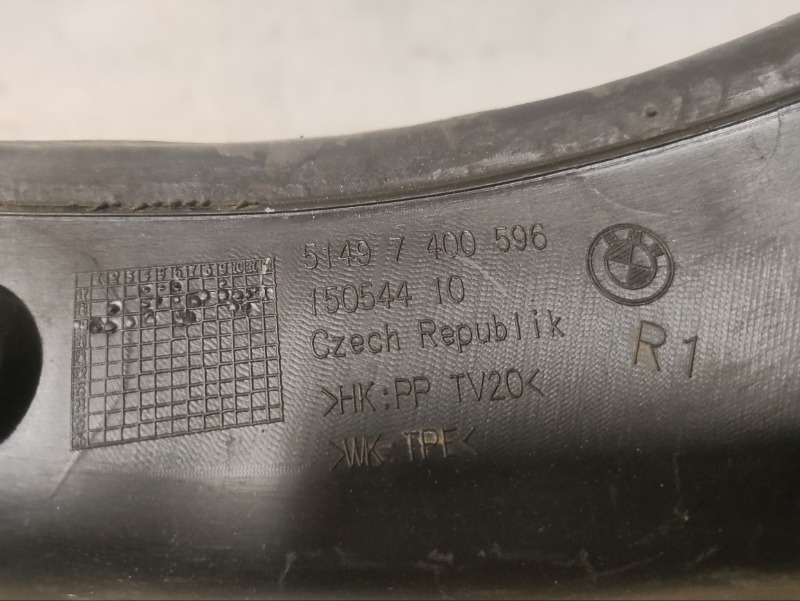 5149 7 400 596
150544 10
Czech Republik
>HK:PP TV20<
>WK:TPE<
R1